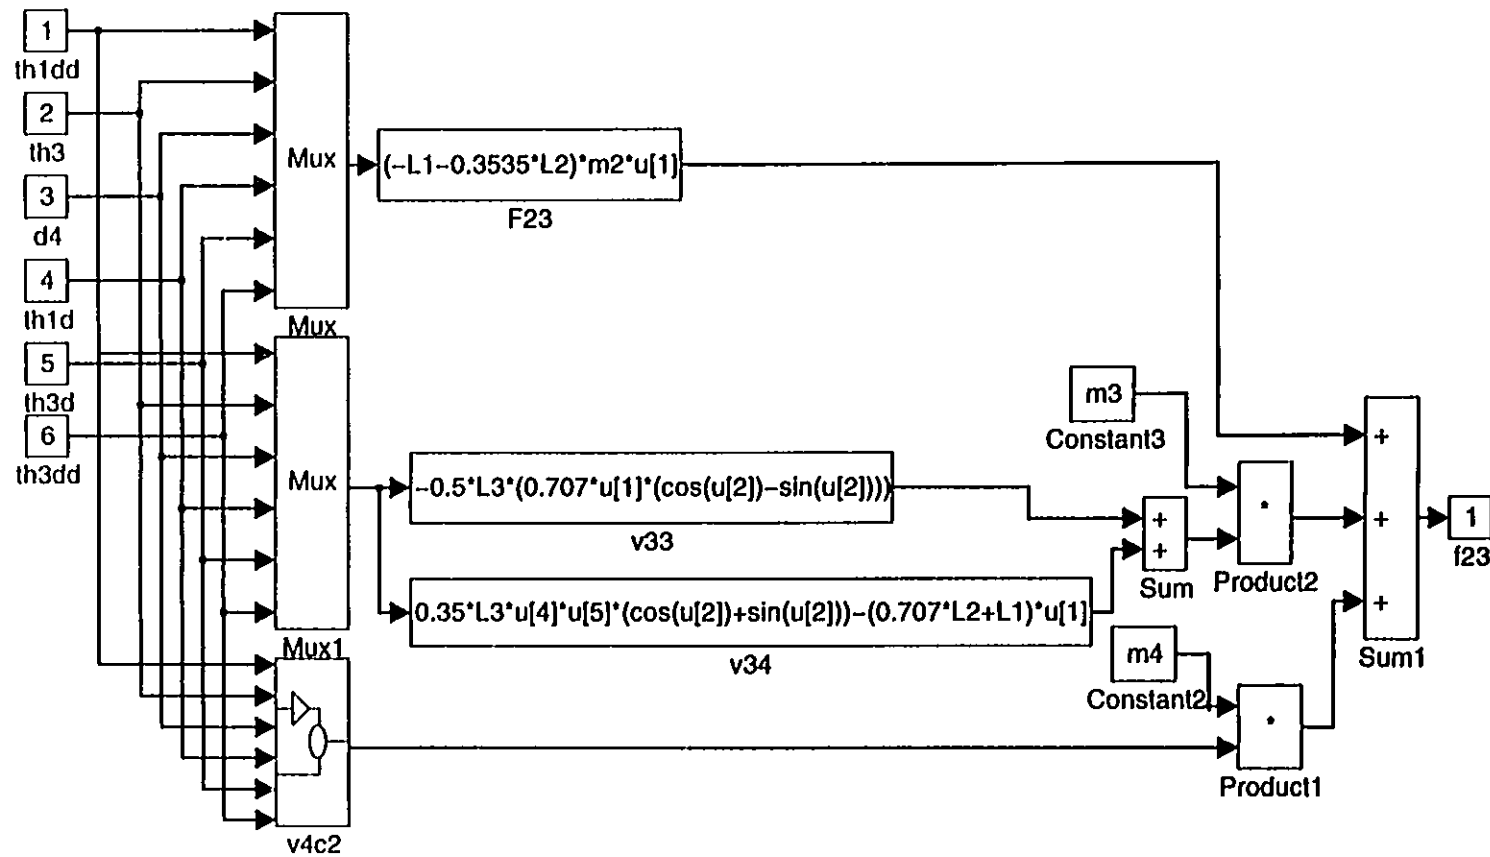 1
th1dd
2
th3
3
d4
4
th1d
5
th3d
6
th3dd
Mux
Mux
(-L1-0.3535*L2)*m2*u[1]
F23
Mux
Mux1
-0.5*L3*(0.707*u[1]*(cos(u[2])-sin(u[2])))
v33
0.35*L3*u[4]*u[5]*(cos(u[2])+sin(u[2]))-(0.707*L2+L1)*u[1]
v34
v4c2
m3
Constant3
+
+
Sum
*
Product2
m4
Constant2
*
Product1
+
+
+
Sum1
1
f23